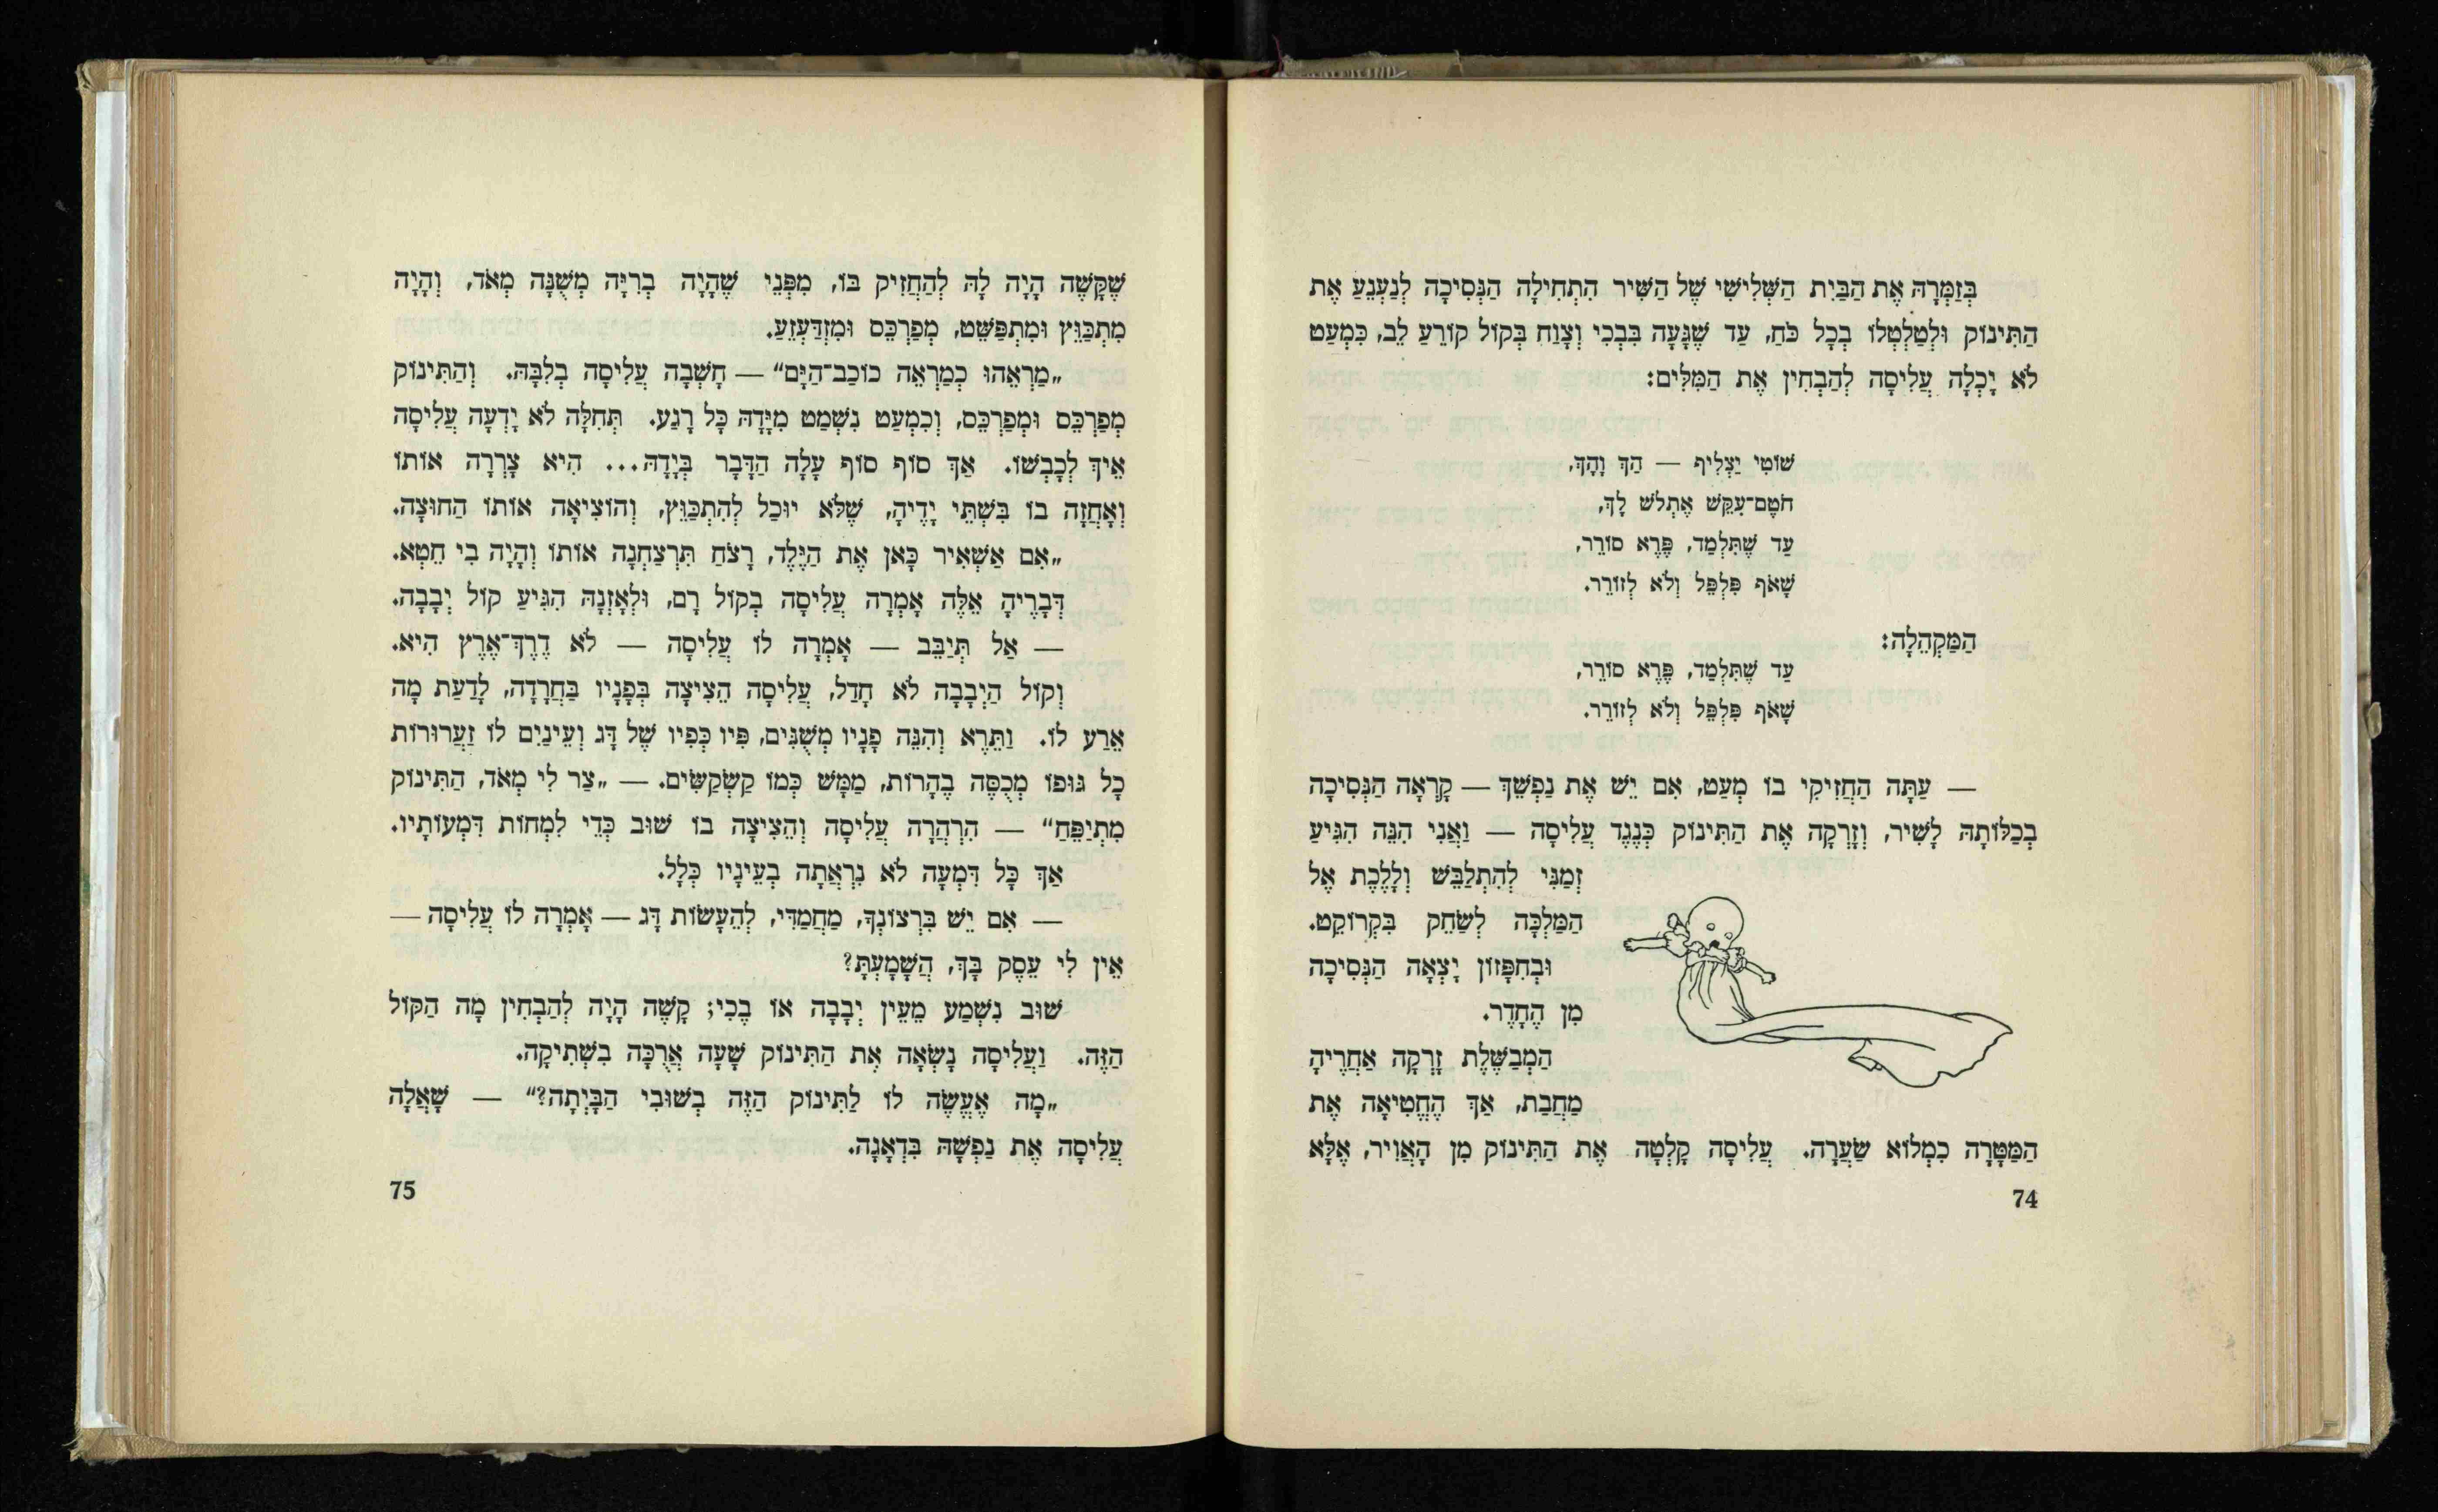 בְּזַמְּרָהּ אֶת הַבַּיִת הַשְּׁלִישִׁי שֶׁל הַשִּׁיר הִתְחִילָה הַנְּסִיכָה לְנַעְנֵעַ אֶת
הַתִּינוֹק וּלְטַלְטְלוֹ בְּכָל כֹּחַ, עַד שֶׁגָּעָה בִּבְכִי וְצָוַח בְּקוֹל קוֹרֵעַ לֵב, כִּמְעַט
לֹא יָכְלָה עֲלִיסָה לְהַבְחִין אֶת הַמִּלִּים:
שׁוֹטִי יַצְלִיף — הַךְ וָהָךְ,
חֹטֶם־עִקֵּשׁ אֶתְלֹשׁ לָךְ,
עַד שֶׁתִּלְמַד, פֶּרֶא סוֹרֵר,
שָׁאֹף פִּלְפֵּל וְלֹא לְזוֹרֵר.
הַמַּקְהֵלָה:
עַד שֶׁתִּלְמַד, פֶּרֶא סוֹרֵר,
שָׁאֹף פִּלְפֵּל וְלֹא לְזוֹרֵר.
— עַתָּה הַחֲזִיקִי בוֹ מְעַט, אִם יֵשׁ אֶת נַפְשֵׁךְ — קָרְאָה הַנְּסִיכָה
בְּכַלּוֹתָהּ לָשִׁיר, וְזָרְקָה אֶת הַתִּינוֹק כְּנֶגֶד עֲלִיסָה — וַאֲנִי הִנֵּה הִגִּיעַ
זְמַנִּי לְהִתְלַבֵּשׁ וְלָלֶכֶת אֶל
הַמַּלְכָּה לְשַׂחֵק בִּקְרוֹקֶט.
וּבְחִפָּזוֹן יָצְאָה הַנְּסִיכָה
מִן הַחֶדֶר.
הַמְבַשֶּׁלֶת זָרְקָה אַחֲרֶיהָ
מַחֲבַת, אַךְ הֶחֱטִיאָה אֶת
הַמַּטָּרָה כִּמְלוֹא שַׂעֲרָה. עֲלִיסָה קָלְטָה אֶת הַתִּינוֹק מִן הָאֲוִיר, אֶלָּא
74
שֶׁקָּשֶׁה הָיָה לָהּ לְהַחֲזִיק בּוֹ, מִפְּנֵי שֶׁהָיָה בְרִיָּה מְשֻׁנָּה מְאֹד, וְהָיָה
מִתְכַּוֵּץ וּמִתְפַּשֵּׁט, מְפַרְכֵּס וּמִזְדַּעְזֵעַ.
„מַרְאֵהוּ כְּמַרְאֵה כוֹכַב־הַיָּם“ — חָשְׁבָה עֲלִיסָה בְלִבָּהּ. וְהַתִּינוֹק
מְפַרְכֵּס וּמְפַרְכֵּס, וְכִמְעַט נִשְׁמַט מִיָּדָהּ כָּל רָגַע. תְּחִלָּה לֹא יָדְעָה עֲלִיסָה
אֵיךְ לְכָבְשׁוֹ. אַךְ סוֹף סוֹף עָלָה הַדָּבָר בְּיָדָהּ... הִיא צָרְרָה אוֹתוֹ
וְאָחֲזָה בוֹ בִּשְׁתֵּי יָדֶיהָ, שֶׁלֹּא יוּכַל לְהִתְכַּוֵּץ, וְהוֹצִיאָה אוֹתוֹ הַחוּצָה.
„אִם אַשְׁאִיר כָּאן אֶת הַיֶּלֶד, רָצֹחַ תִּרְצַחְנָה אוֹתוֹ וְהָיָה בִי חֵטְא.
דְּבָרֶיהָ אֵלֶּה אָמְרָה עֲלִיסָה בְקוֹל רָם, וּלְאָזְנָהּ הִגִּיעַ קוֹל יְבָבָה.
— אַל תְּיַבֵּב — אָמְרָה לוֹ עֲלִיסָה — לֹא דֶרֶךְ־אֶרֶץ הִיא.
וְקוֹל הַיְבָבָה לֹא חָדַל, עֲלִיסָה הֵצִיצָה בְּפָנָיו בַּחֲרָדָה, לָדַעַת מָה
אֵרַע לוֹ. וַתֵּרֶא וְהִנֵּה פָנָיו מְשֻׁנִּים, פִּיו כְּפִיו שֶׁל דָּג וְעֵינַיִם לוֹ זַעֲרוּרוֹת
כָּל גּוּפוֹ מְכֻסֶּה בֶהָרוֹת, מַמָּשׁ כְּמוֹ קַשְׂקַשִּׂים. — „צַר לִי מְאֹד, הַתִּינוֹק
מִתְיַפֵּחַ“ — הִרְהֲרָה עֲלִיסָה וְהֵצִיצָה בוֹ שׁוּב כְּדֵי לִמְחוֹת דִּמְעוֹתָיו.
אַךְ כָּל דִּמְעָה לֹא נִרְאֲתָה בְעֵינָיו כְּלָל.
— אִם יֵשׁ בִּרְצוֹנְךָ, מַחֲמַדִּי, לְהֵעָשׂוֹת דָּג — אָמְרָה לוֹ עֲלִיסָה —
אֵין לִי עֵסֶק בָּךְ, הֲשָׁמָעְתָּ?
שׁוּב נִשְׁמַע מֵעֵין יְבָבָה אוֹ בֶכִי; קָשֶׁה הָיָה לְהַבְחִין מָה הַקּוֹל
הַזֶּה. וַעֲלִיסָה נָשְׂאָה אֶת הַתִּינוֹק שָׁעָה אֲרֻכָּה בִשְׁתִיקָה.
„מָה אֶעֱשֶׂה לוֹ לַתִּינוֹק הַזֶּה בְשׁוּבִי הַבָּיְתָה?“ — שָׁאֲלָה
עֲלִיסָה אֶת נַפְשָׁהּ בִּדְאָגָה.
75